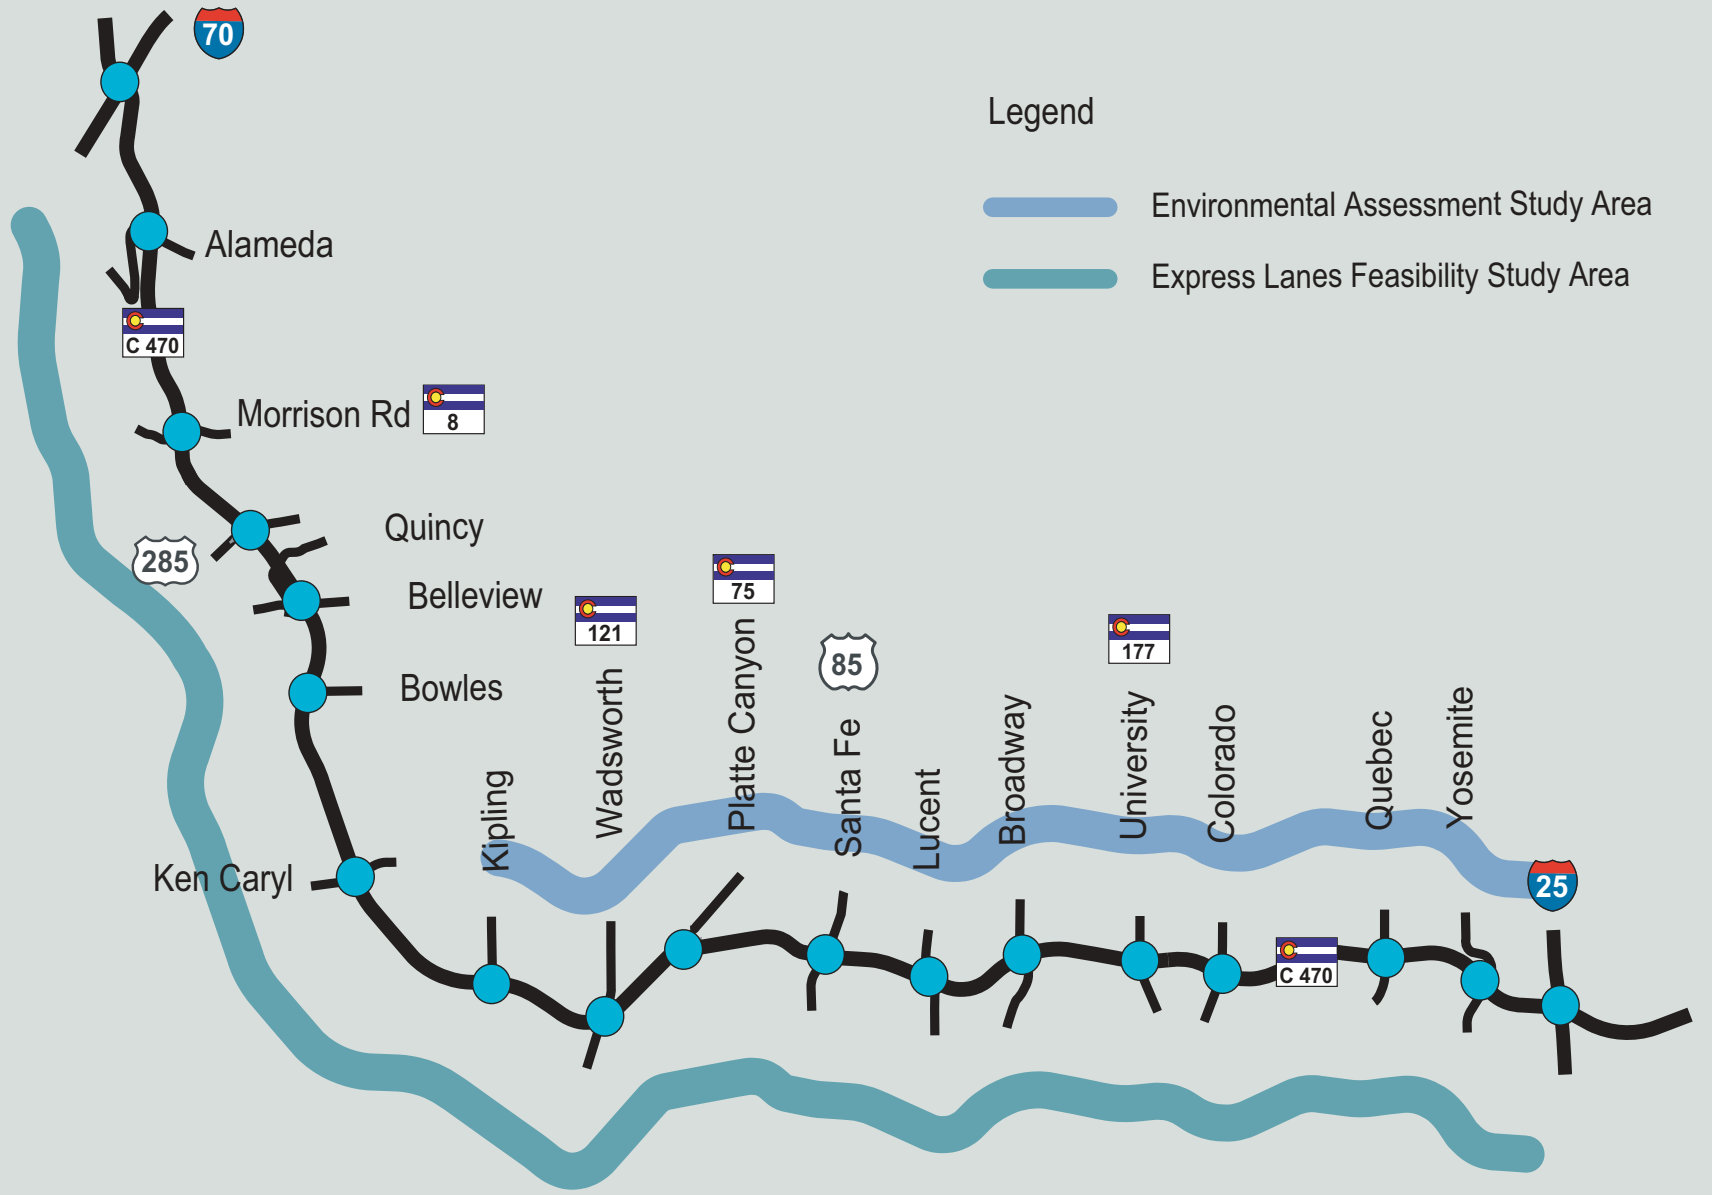 70
Legend
Environmental Assessment Study Area
Express Lanes Feasibility Study Area
Alameda
C 470
Morrison Rd
8
Quincy
285
Belleview
Bowles
Ken Caryl
Kipling
121
Wadsworth
75
Platte Canyon
85
Santa Fe
Lucent
Broadway
177
University
Colorado
C 470
Quebec
Yosemite
25